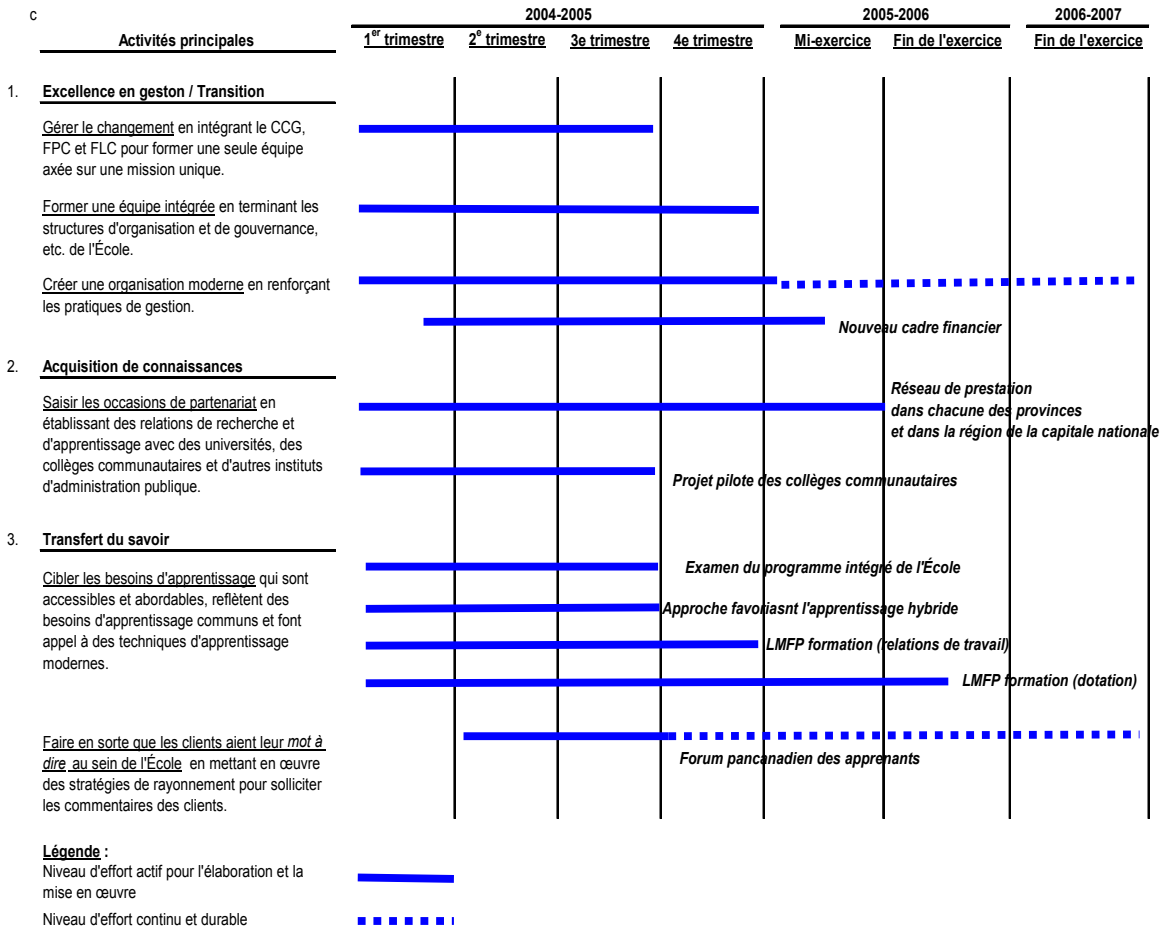 c
2004-2005 2005-2006 2006-2007
Activités principales 1er trimestre 2e trimestre 3e trimestre 4e trimestre Mi-exercice Fin de l'exercice Fin de l'exercice
1. Excellence en geston / Transition
Gérer le changement en intégrant le CCG,
FPC et FLC pour former une seule équipe
axée sur une mission unique.
Former une équipe intégrée en terminant les
structures d'organisation et de gouvernance,
etc. de l'École.
Créer une organisation moderne en renforçant
les pratiques de gestion.
Nouveau cadre financier
2. Acquisition de connaissances
Saisir les occasions de partenariat en
établissant des relations de recherche et
d'apprentissage avec des universités, des
collèges communautaires et d'autres instituts
d'administration publique.
Réseau de prestation
dans chacune des provinces
et dans la région de la capitale nationale
Projet pilote des collèges communautaires
3. Transfert du savoir
Cibler les besoins d'apprentissage qui sont
accessibles et abordables, reflètent des
besoins d'apprentissage communs et font
appel à des techniques d'apprentissage
modernes.
Examen du programme intégré de l'École
Approche favoriasnt l'apprentissage hybride
LMFP formation (relations de travail)
LMFP formation (dotation)
Faire en sorte que les clients aient leur mot à
dire au sein de l'École en mettant en œuvre
des stratégies de rayonnement pour solliciter
les commentaires des clients.
Forum pancanadien des apprenants
Légende :
Niveau d'effort actif pour l'élaboration et la
mise en œuvre
Niveau d'effort continu et durable